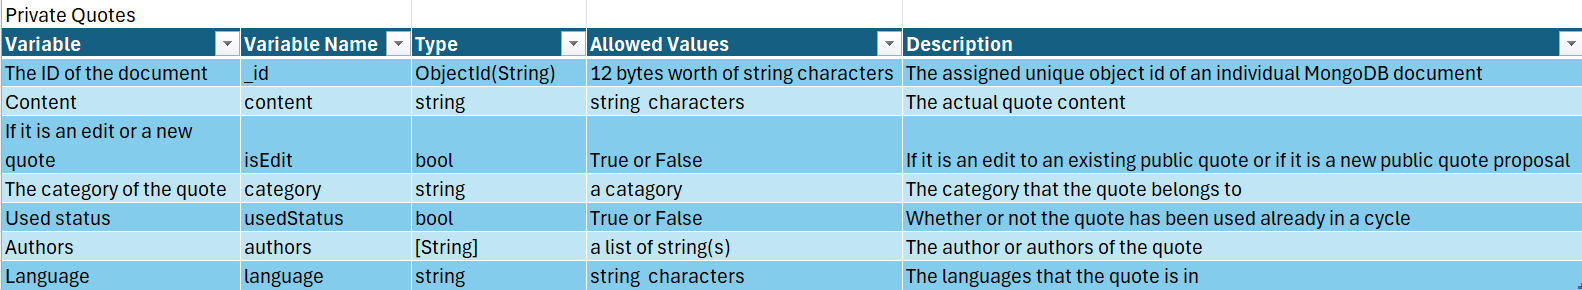 Private Quotes
Variable Variable Name Type Allowed Values Description
The ID of the document _id ObjectId(String) 12 bytes worth of string characters The assigned unique object id of an individual MongoDB document
Content content string string characters The actual quote content
If it is an edit or a new
quote isEdit bool True or False If it is an edit to an existing public quote or if it is a new public quote proposal
The category of the quote category string a catagory The category that the quote belongs to
Used status usedStatus bool True or False Whether or not the quote has been used already in a cycle
Authors authors [String] a list of string(s) The author or authors of the quote
Language language string string characters The languages that the quote is in